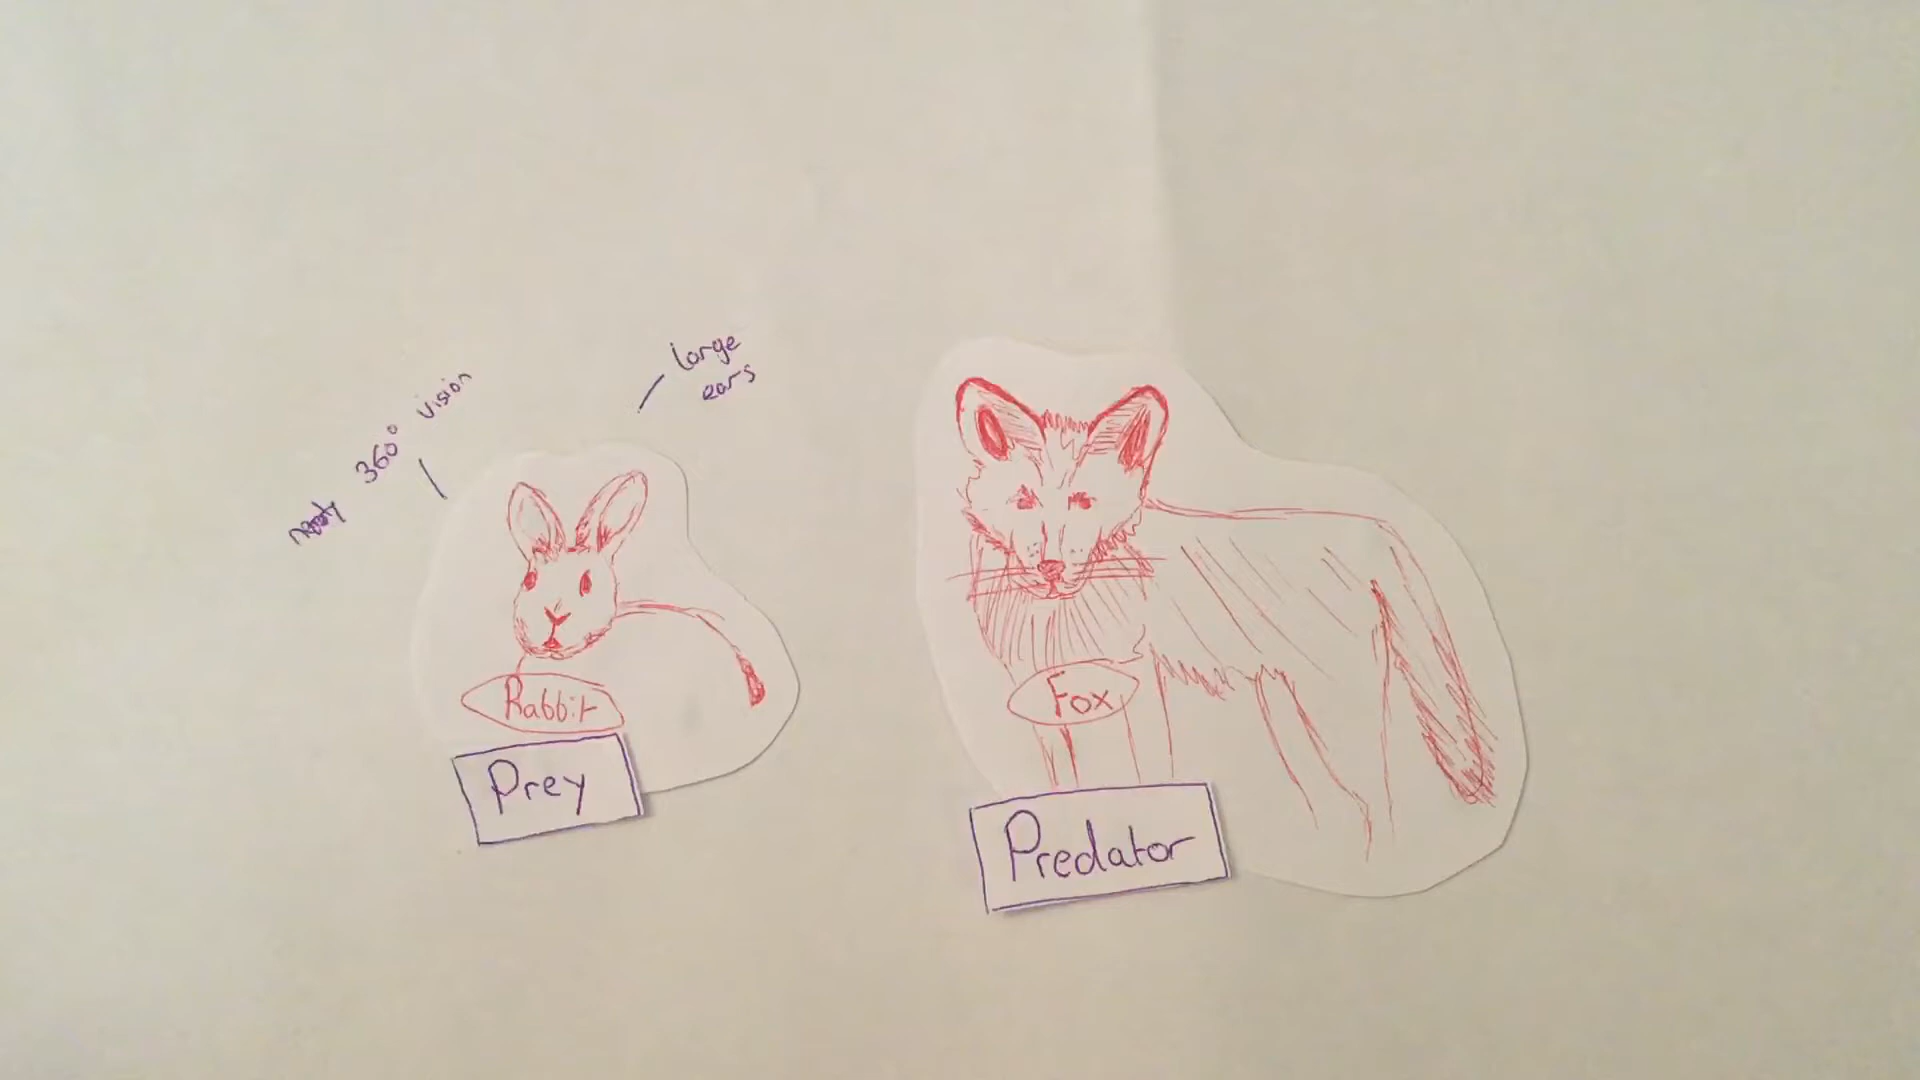 nearly 360° vision
large
ears
Rabbit
Prey
Fox
Predator